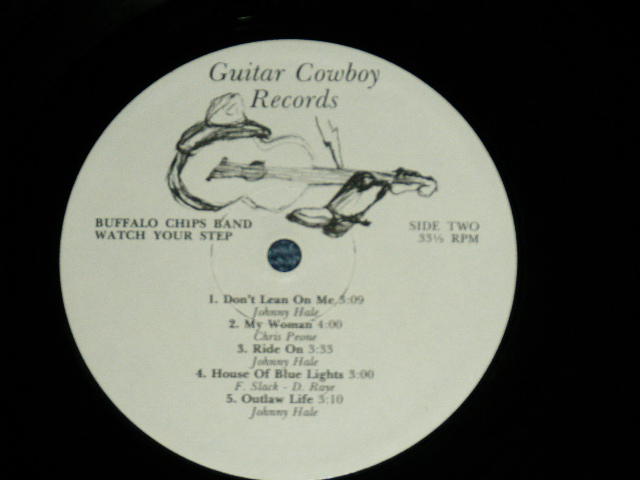 Guitar Cowboy
Records
BUFFALO CHIPS BAND
WATCH YOUR STEP
SIDE TWO
33⅓ RPM
1. Don't Lean On Me 3:09
Johnny Hale
2. My Woman 4:00
Chris Peone
3. Ride On 3:33
Johnny Hale
4. House Of Blue Lights 3:00
F. Slack - D. Raye
5. Outlaw Life 3:10
Johnny Hale